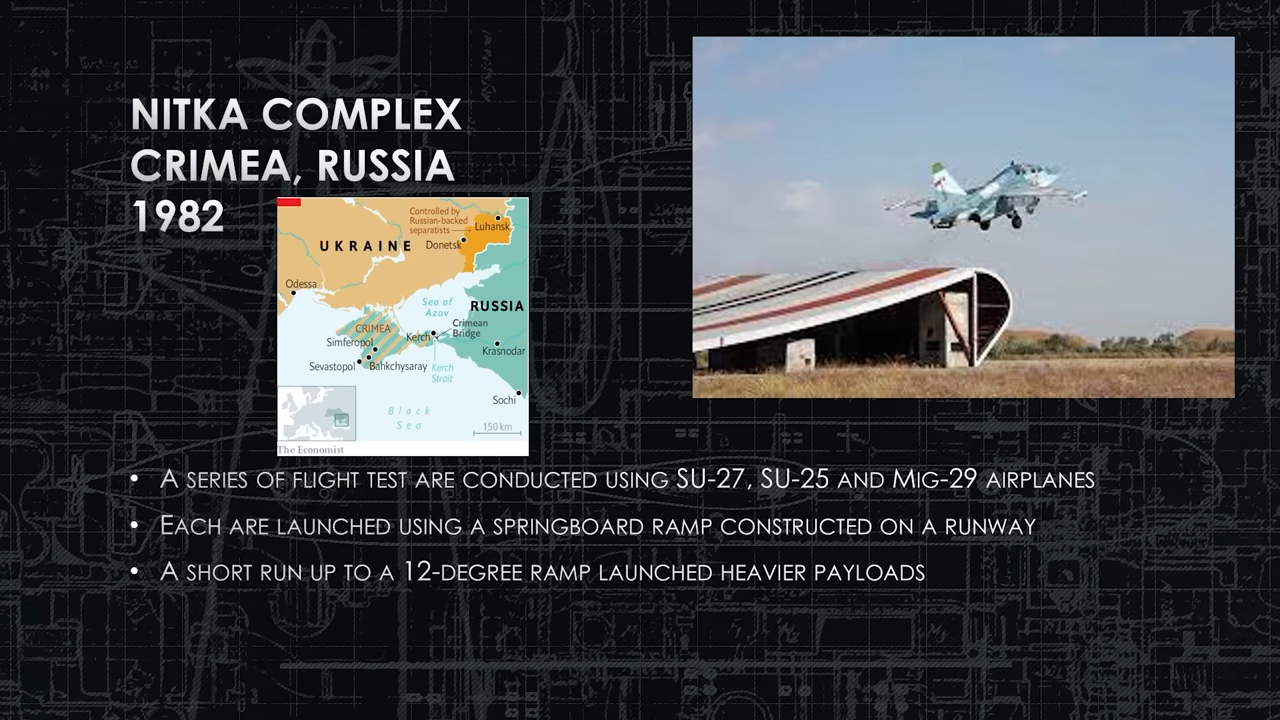 NITKA COMPLEX
CRIMEA, RUSSIA
1982
Controlled by
Russian-backed
separatists
Luhansk
UKRAINE
Donetsk
Odessa
Sea of
Azov
RUSSIA
CRIMEA
Crimean
Bridge
Simferopol
Kerch
Krasnodar
Sevastopol
Bahkchysaray
Kerch
Strait
Sochi
Black
Sea
150 km
The Economist
• A SERIES OF FLIGHT TEST ARE CONDUCTED USING SU-27, SU-25 AND MIG-29 AIRPLANES
• EACH ARE LAUNCHED USING A SPRINGBOARD RAMP CONSTRUCTED ON A RUNWAY
• A SHORT RUN UP TO A 12-DEGREE RAMP LAUNCHED HEAVIER PAYLOADS